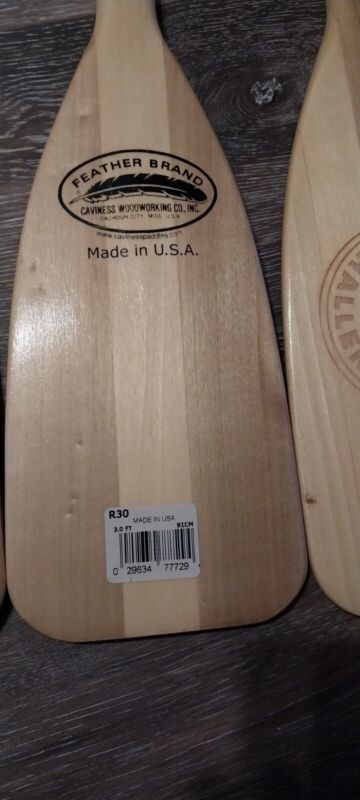 FEATHER BRAND
CAVINESS WOODWORKING CO., INC.
CALHOUN CITY, MISS. U.S.A.
www.cavinesspaddles.com
Made in U.S.A.
R30
MADE IN USA
3.0 FT 91CM
0 29634 77729